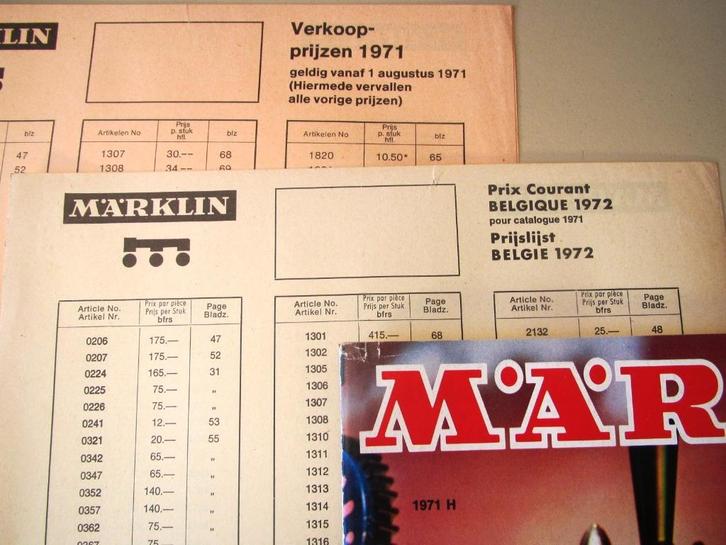 LIN
Verkoop-
prijzen 1971
geldig vanaf 1 augustus 1971
(Hiermede vervallen
alle vorige prijzen)
blz
Artikelen No Prijs p. stuk hfl. blz
Artikelen No Prijs p. stuk hfl. blz
47 1307 30.— 68 1820 10.50* 65
52 1308 34.— 69
MÄRKLIN
Prix Courant
BELGIQUE 1972
pour catalogue 1971
Prijslijst
BELGIE 1972
Article No. Artikel Nr. Prix par pièce Prijs per Stuk bfrs Page Bladz.
0206 175.— 47
0207 175.— 52
0224 165.— 31
0225 75.— "
0226 75.— "
0241 12.— 53
0321 20.— 55
0342 65.— "
0347 65.— "
0352 140.— "
0357 140.— "
0362 75.— "
75.—
Article No. Artikel Nr. Prix par pièce Prijs per Stuk bfrs Page Bladz.
1301 415.— 68
1302
1305
1306
1307
1308
1310
1311
1312
1313
1314
1315
1316
Article No. Artikel Nr. Prix par pièce Prijs per Stuk bfrs Page Bladz.
2132 25.— 48
MÄR
1971 H